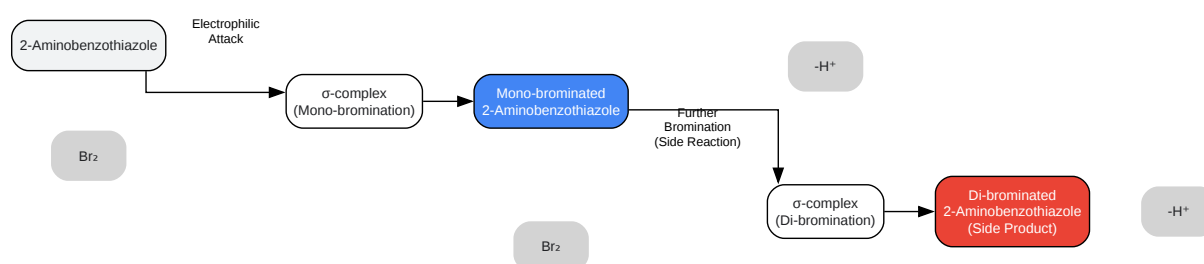 2-Aminobenzothiazole
Electrophilic
Attack
Br₂
σ-complex
(Mono-bromination)
Mono-brominated
2-Aminobenzothiazole
Further
Bromination
(Side Reaction)
-H⁺
Br₂
σ-complex
(Di-bromination)
Di-brominated
2-Aminobenzothiazole
(Side Product)
-H⁺